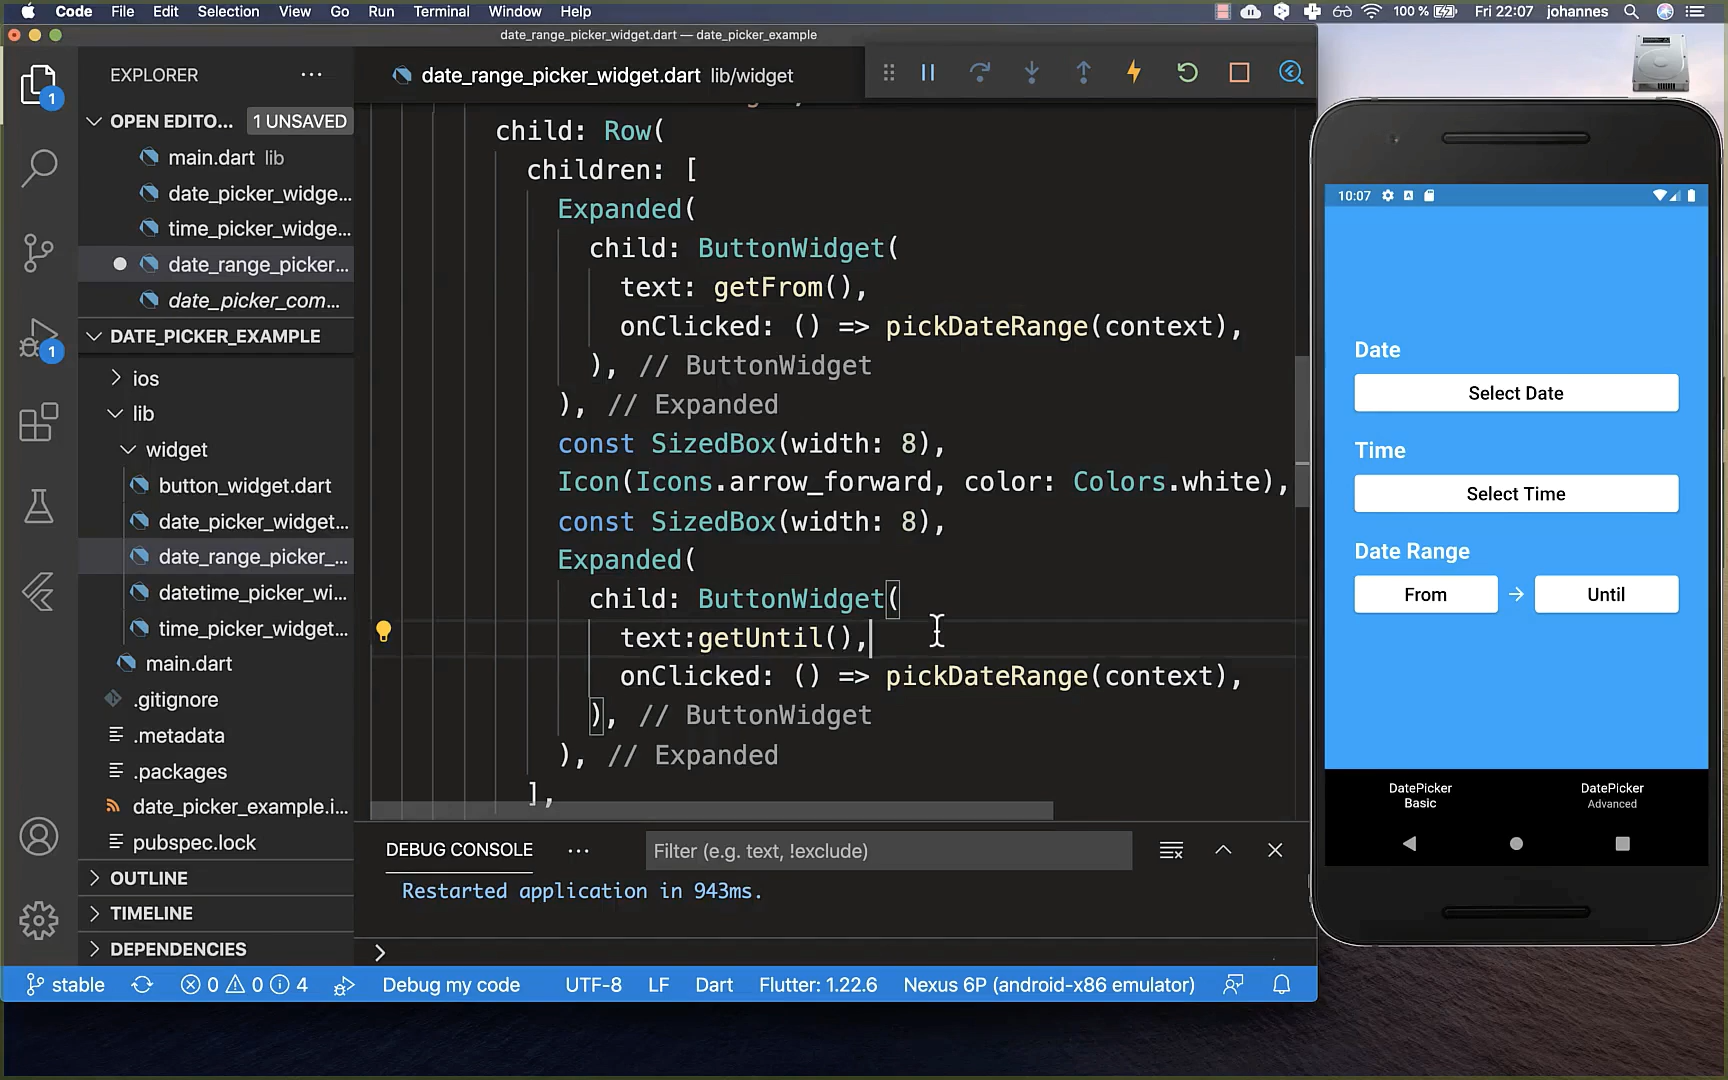 Code File Edit Selection View Go Run Terminal Window Help 100 % Fri 22:07 johannes
date_range_picker_widget.dart — date_picker_example
EXPLORER
date_range_picker_widget.dart lib/widget
1
OPEN EDITO... 1 UNSAVED
main.dart lib
date_picker_widge...
time_picker_widge...
date_range_picker...
date_picker_com...
DATE_PICKER_EXAMPLE
1
ios
lib
widget
button_widget.dart
date_picker_widget...
date_range_picker_...
datetime_picker_wi...
time_picker_widget...
main.dart
.gitignore
.metadata
.packages
date_picker_example.i...
pubspec.lock
OUTLINE
TIMELINE
DEPENDENCIES
child: Row(
children: [
Expanded(
child: ButtonWidget(
text: getFrom(),
onClicked: () => pickDateRange(context),
), // ButtonWidget
), // Expanded
const SizedBox(width: 8),
Icon(Icons.arrow_forward, color: Colors.white),
const SizedBox(width: 8),
Expanded(
child: ButtonWidget(
text:getUntil(),
onClicked: () => pickDateRange(context),
), // ButtonWidget
), // Expanded
],
DEBUG CONSOLE
Filter (e.g. text, !exclude)
Restarted application in 943ms.
stable 0 0 4 Debug my code UTF-8 LF Dart Flutter: 1.22.6 Nexus 6P (android-x86 emulator)
10:07
Date
Select Date
Time
Select Time
Date Range
From → Until
DatePicker
Basic
DatePicker
Advanced